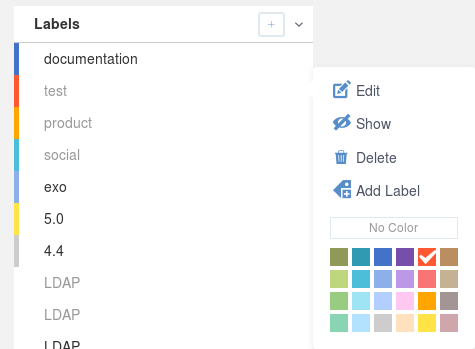 Labels
documentation
test
product
social
exo
5.0
4.4
LDAP
LDAP
LDAP
Edit
Show
Delete
Add Label
No Color